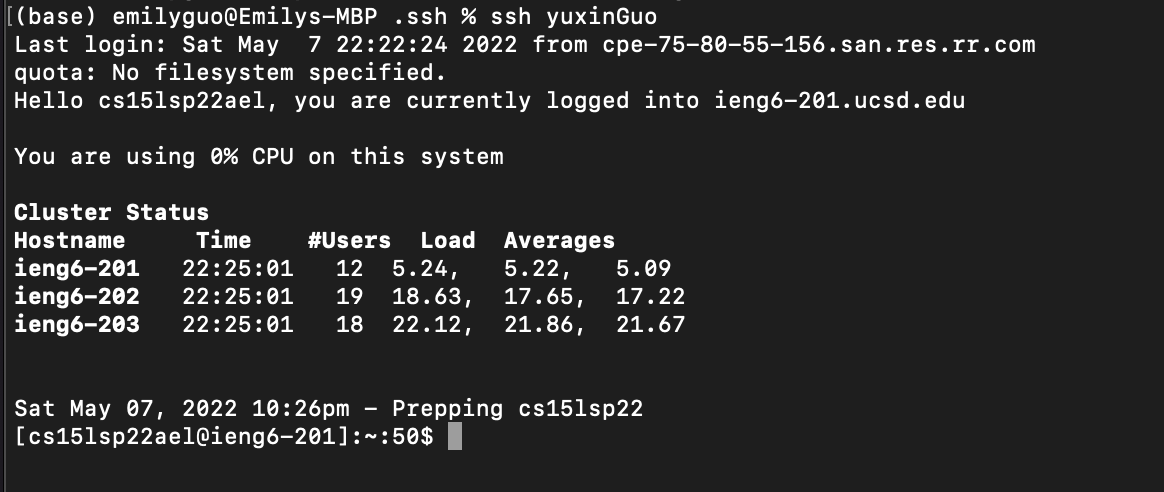 [(base) emilyguo@Emilys-MBP .ssh % ssh yuxinGuo
Last login: Sat May  7 22:22:24 2022 from cpe-75-80-55-156.san.res.rr.com
quota: No filesystem specified.
Hello cs15lsp22ael, you are currently logged into ieng6-201.ucsd.edu
You are using 0% CPU on this system
Cluster Status
Hostname     Time    #Users  Load  Averages
ieng6-201   22:25:01   12  5.24,   5.22,   5.09
ieng6-202   22:25:01   19  18.63,  17.65,  17.22
ieng6-203   22:25:01   18  22.12,  21.86,  21.67
Sat May 07, 2022 10:26pm - Prepping cs15lsp22
[cs15lsp22ael@ieng6-201]:~:50$